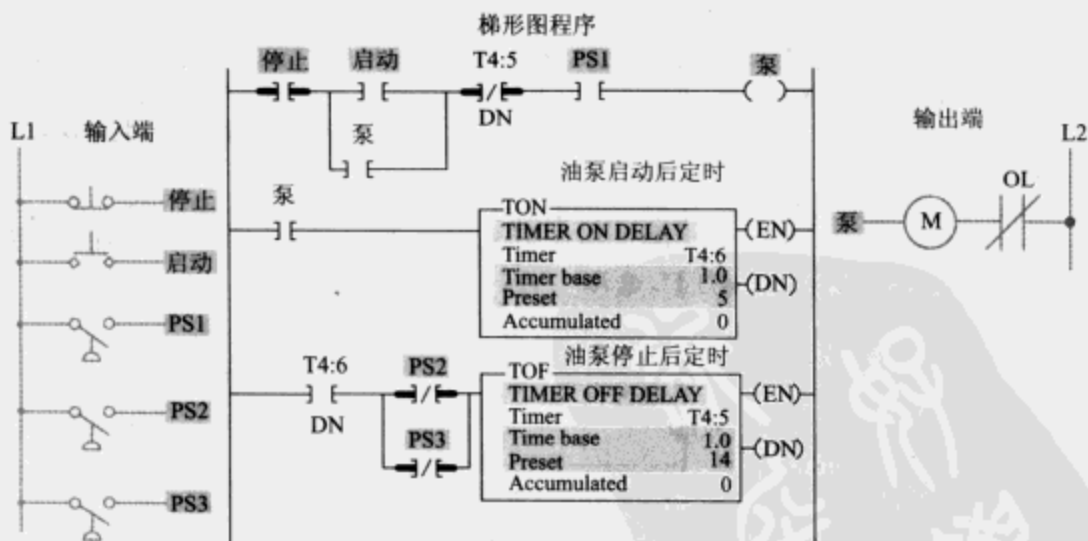 梯形图程序
停止 启动 T4:5 PS1 泵
DN
泵
L1 输入端
输出端 L2
停止
启动
PS1
PS2
PS3
泵
油泵启动后定时
TON
TIMER ON DELAY (EN)
Timer T4:6
Timer base 1.0 (DN)
Preset 5
Accumulated 0
T4:6
DN
PS2
PS3
油泵停止后定时
TOF
TIMER OFF DELAY (EN)
Timer T4:5
Time base 1.0 (DN)
Preset 14
Accumulated 0
OL
泵 M